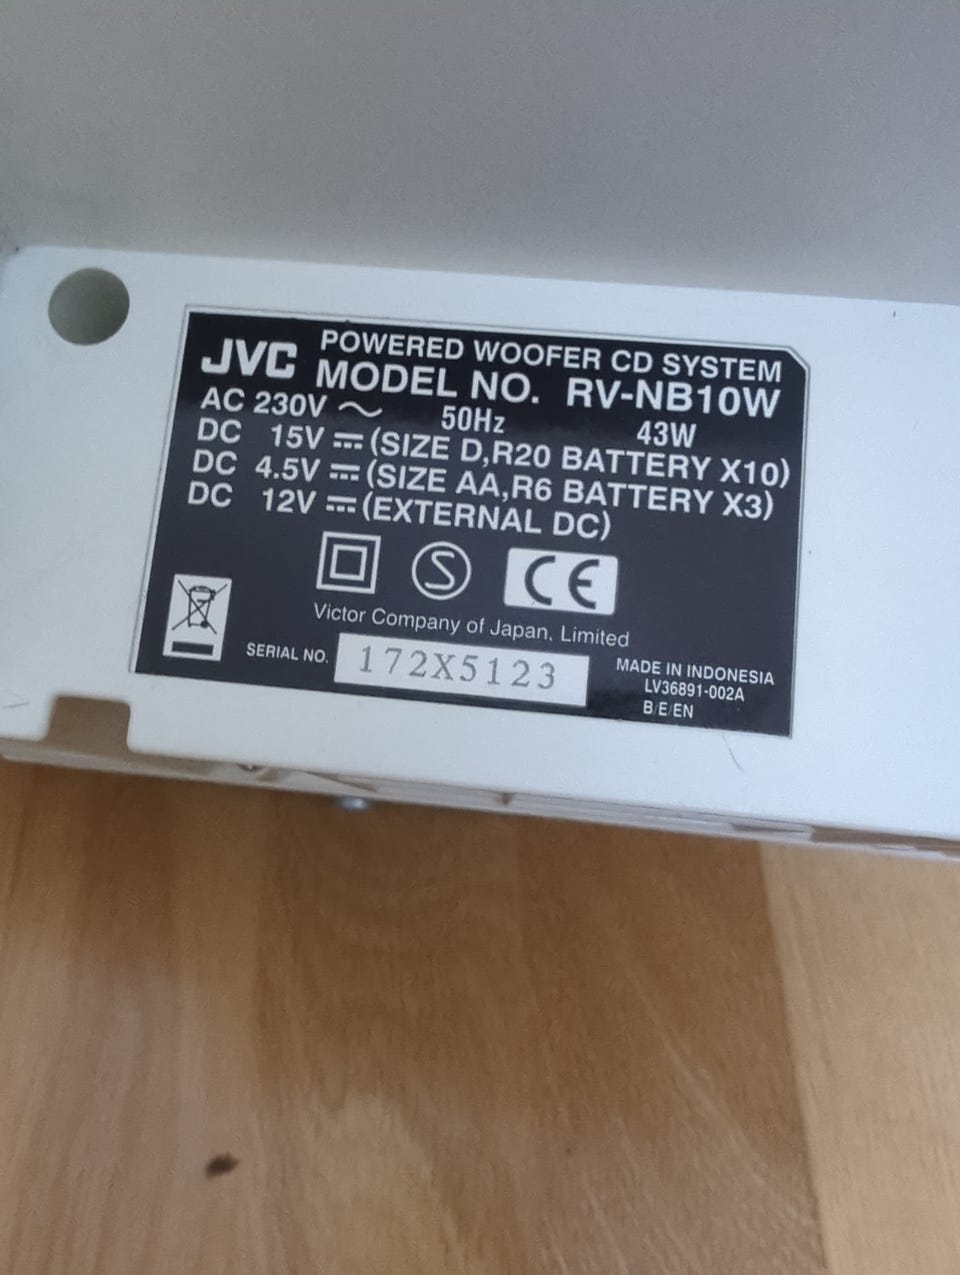 JVC POWERED WOOFER CD SYSTEM
MODEL NO. RV-NB10W
AC 230V ~ 50Hz 43W
DC 15V ⎓ (SIZE D,R20 BATTERY X10)
DC 4.5V ⎓ (SIZE AA,R6 BATTERY X3)
DC 12V ⎓ (EXTERNAL DC)
S CE
Victor Company of Japan, Limited
SERIAL NO. 172X5123
MADE IN INDONESIA
LV36891-002A
B/E/EN